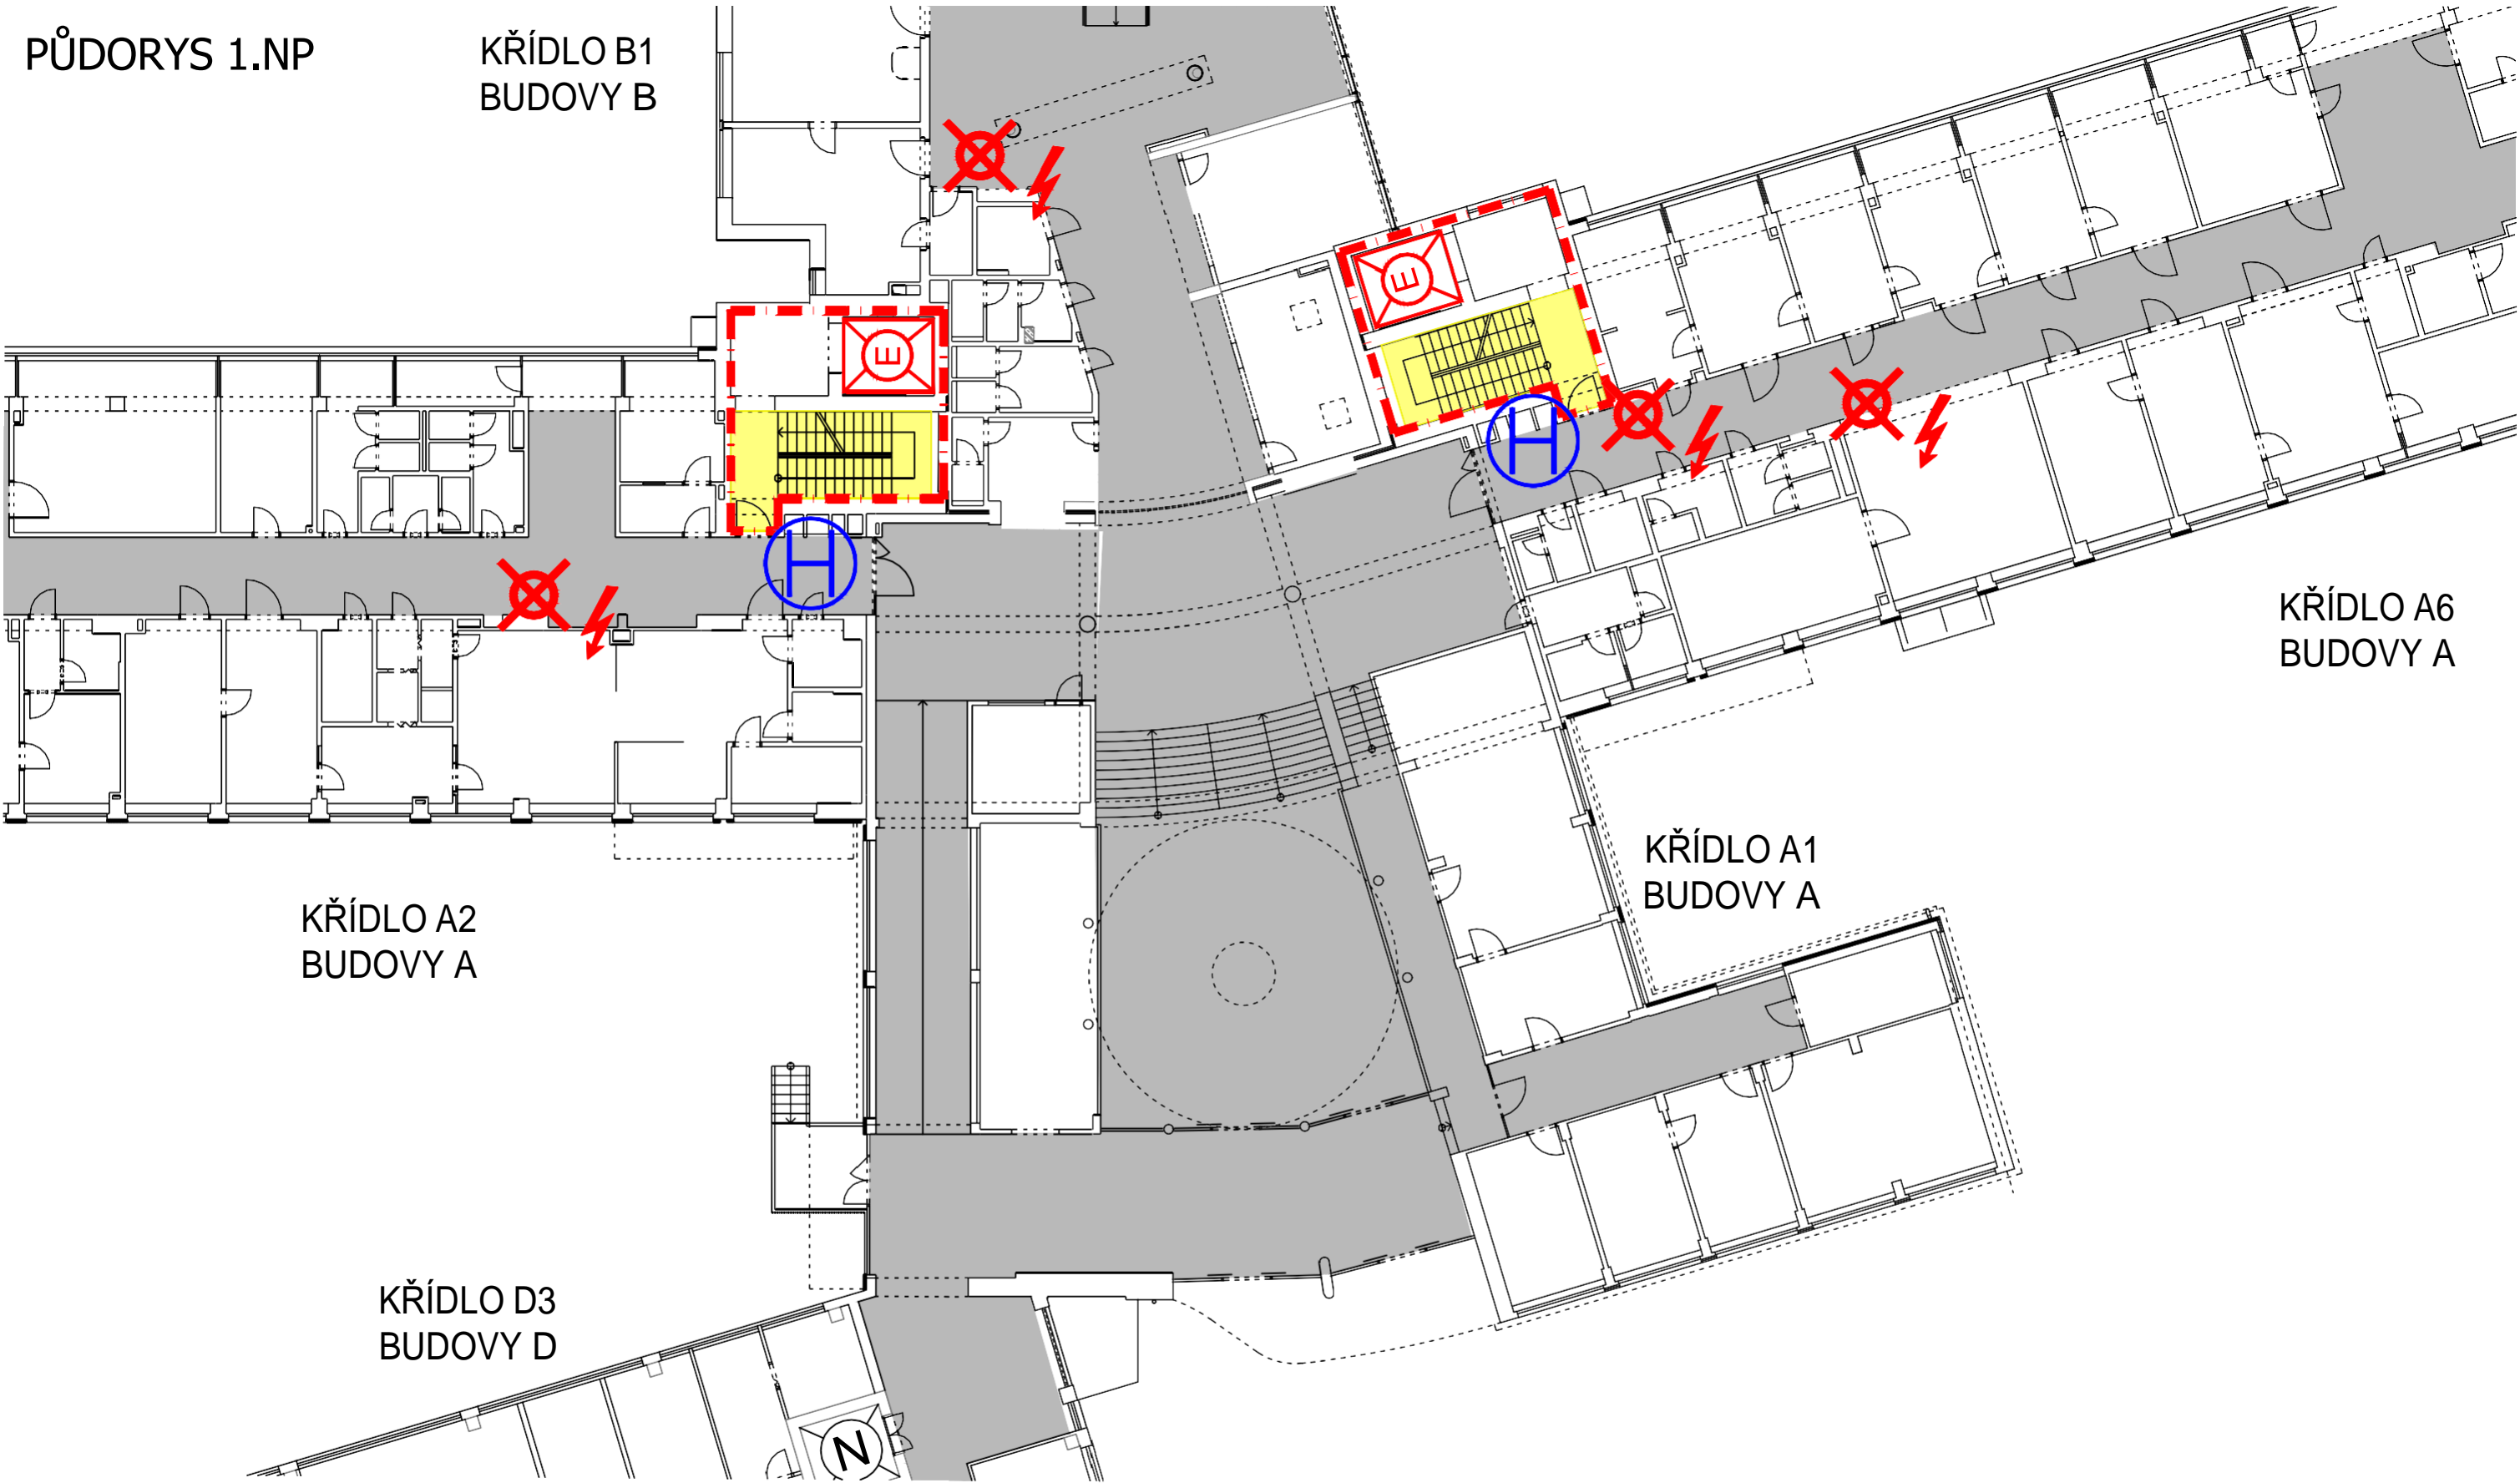 PŮDORYS 1.NP
KŘÍDLO B1
BUDOVY B
E
E
H
H
KŘÍDLO A6
BUDOVY A
KŘÍDLO A1
BUDOVY A
KŘÍDLO A2
BUDOVY A
KŘÍDLO D3
BUDOVY D
N